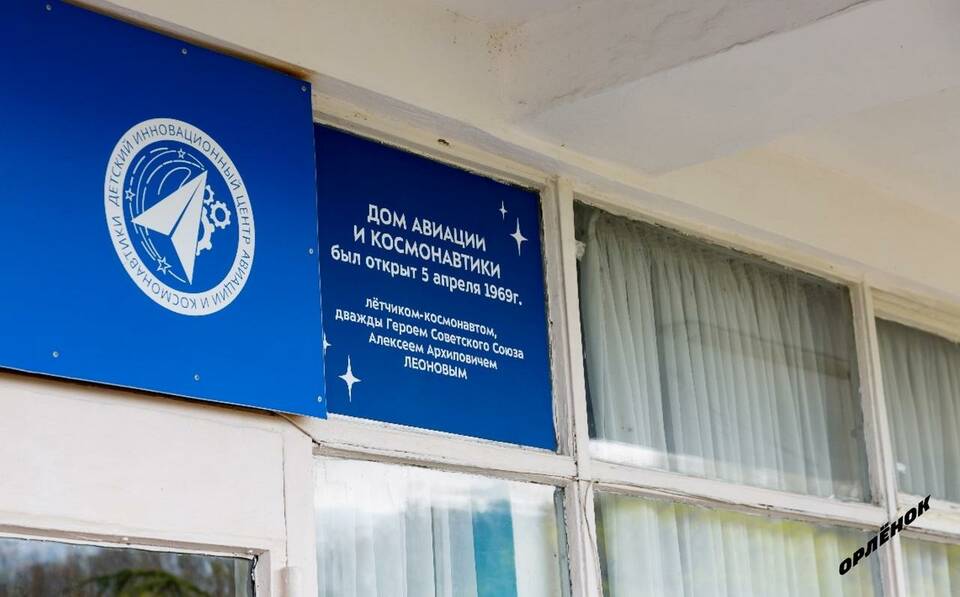 ДЕТСКИЙ ИННОВАЦИОННЫЙ ЦЕНТР АВИАЦИИ И КОСМОНАВТИКИ
ДОМ АВИАЦИИ
И КОСМОНАВТИКИ
был открыт 5 апреля 1969г.
лётчиком-космонавтом,
дважды Героем Советского Союза
Алексеем Архиповичем
ЛЕОНОВЫМ
ОРЛЁНОК